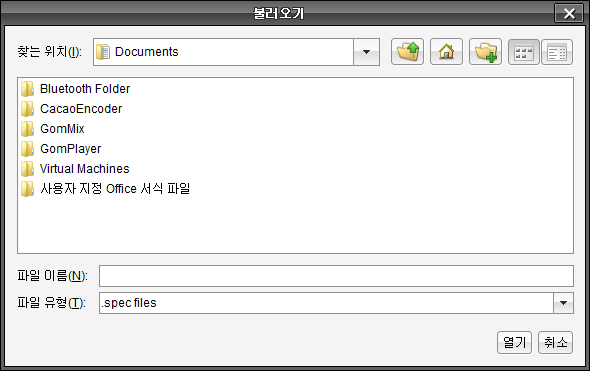 불러오기
찾는 위치(I): Documents
Bluetooth Folder
CacaoEncoder
GomMix
GomPlayer
Virtual Machines
사용자 지정 Office 서식 파일
파일 이름(N):
파일 유형(T): .spec files
열기 취소